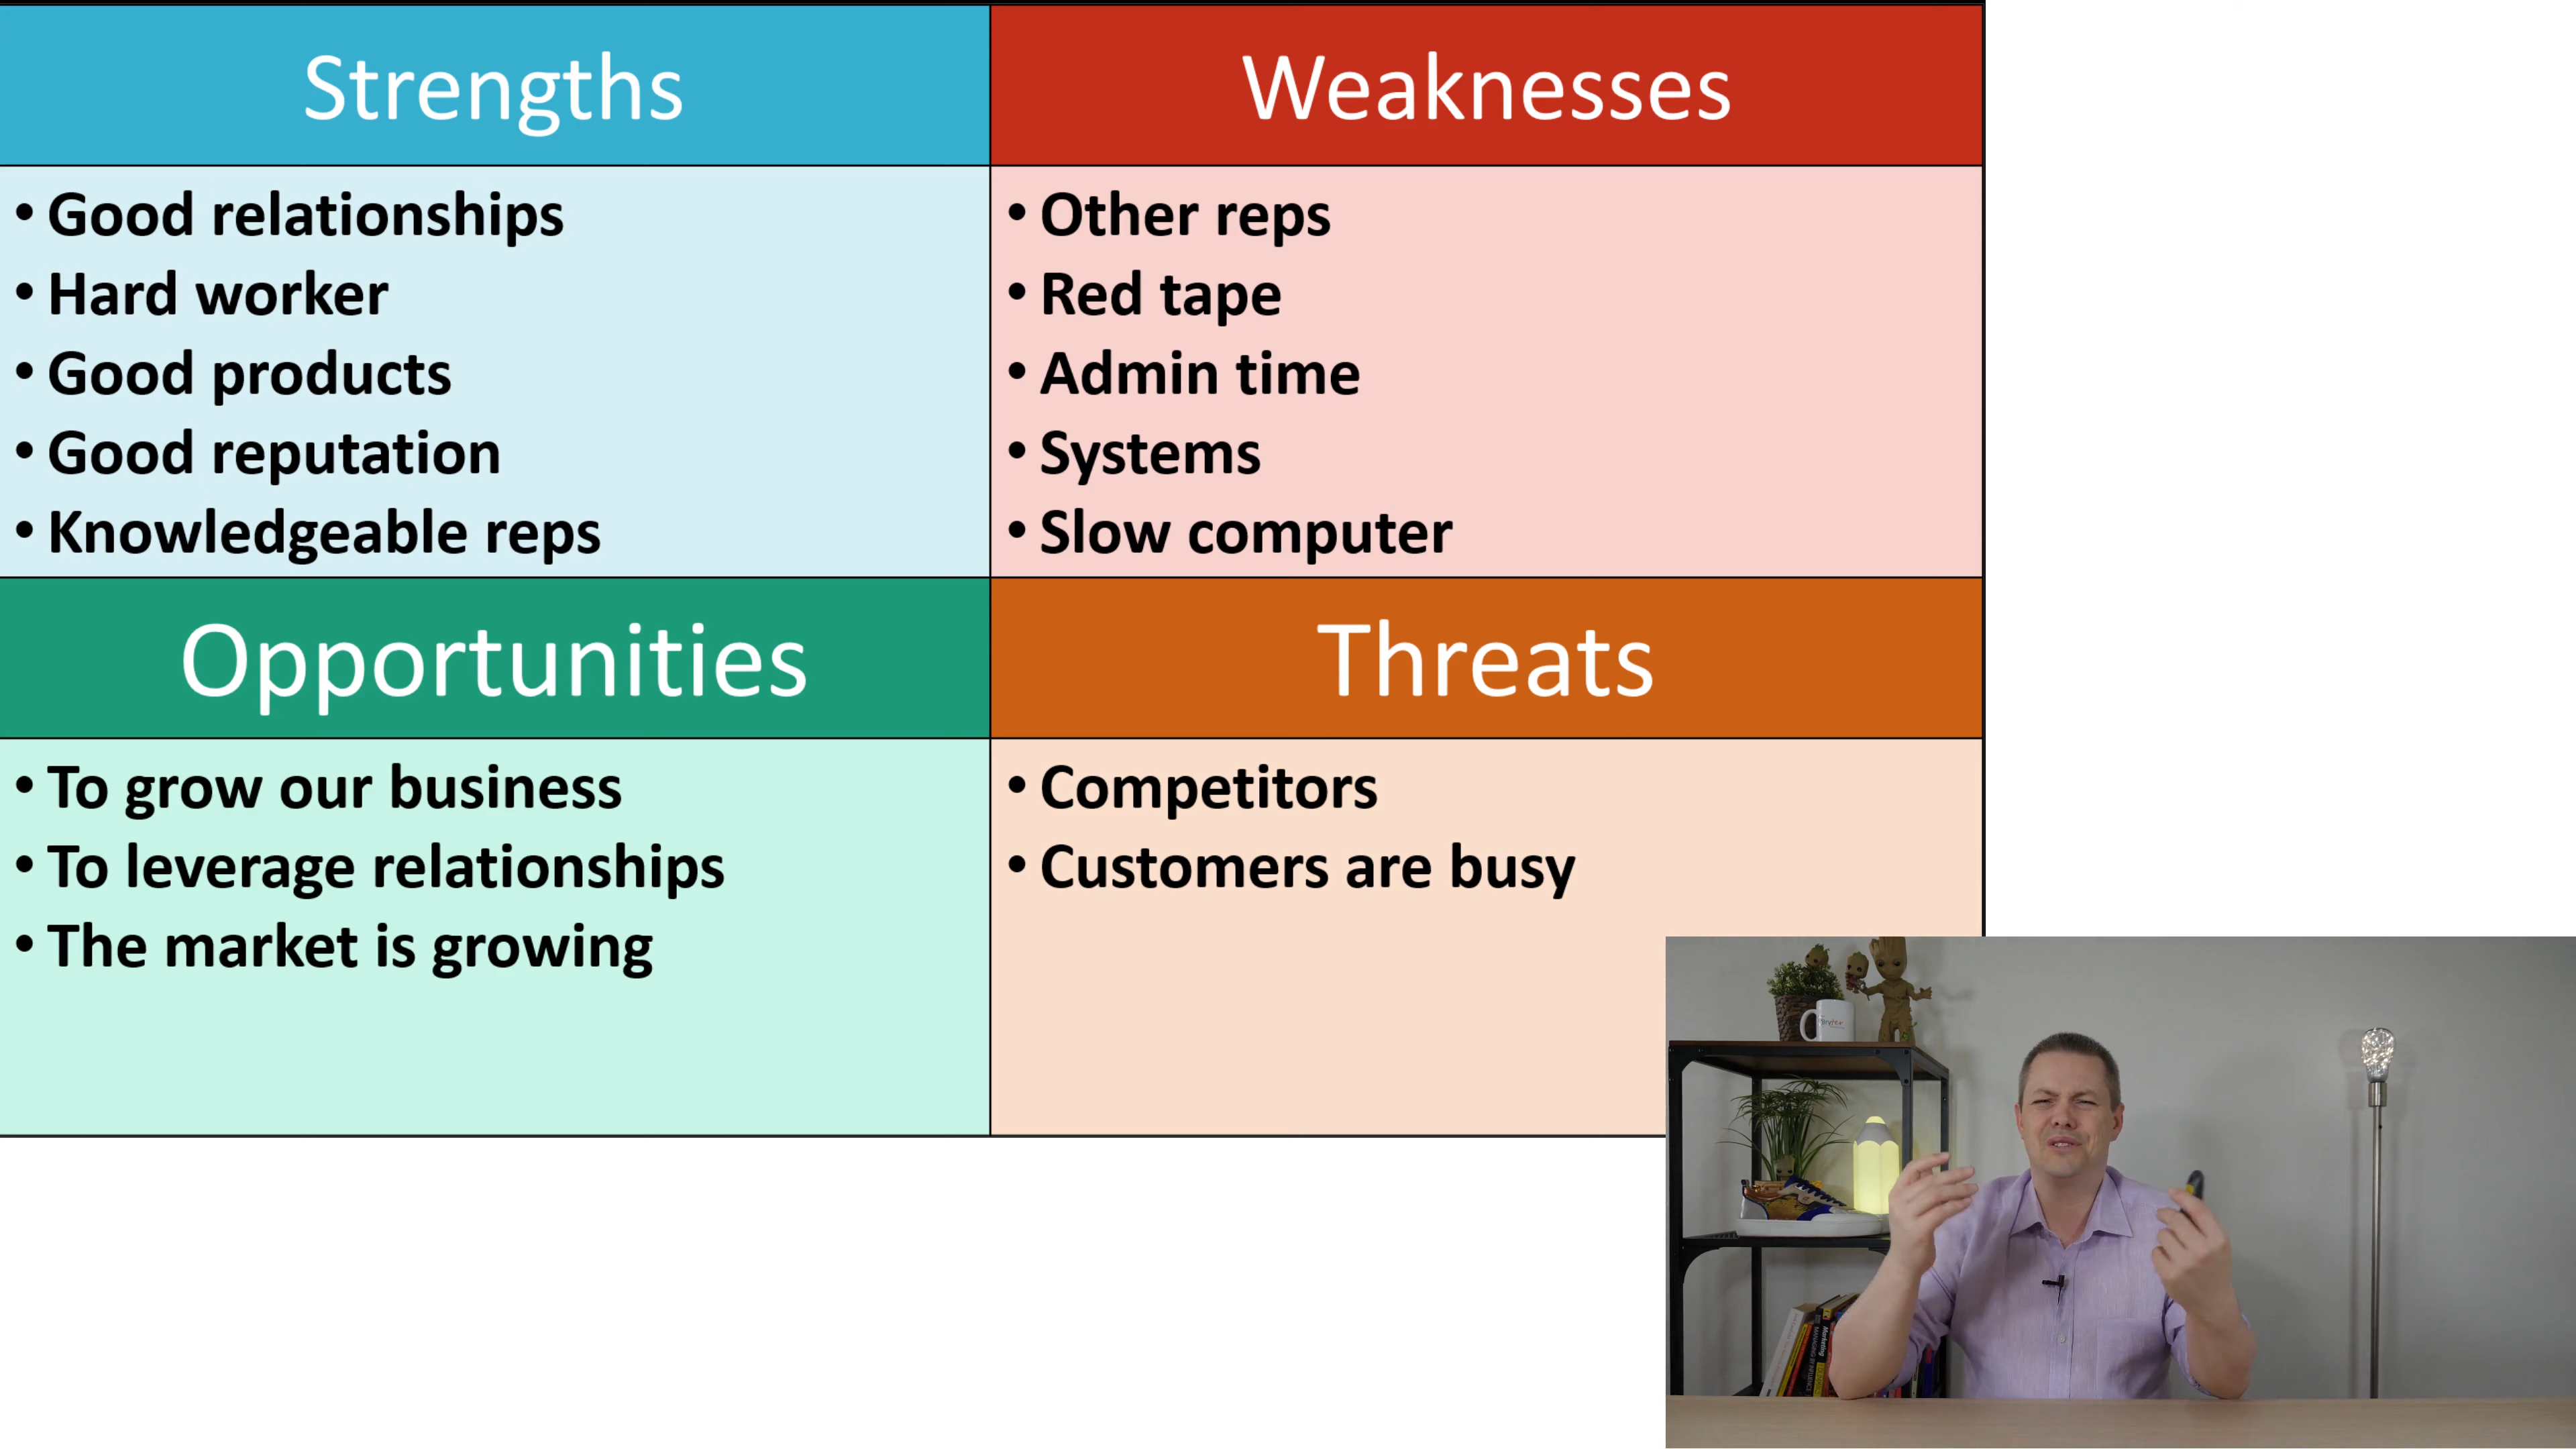 Strengths
Weaknesses
• Good relationships
• Hard worker
• Good products
• Good reputation
• Knowledgeable reps
• Other reps
• Red tape
• Admin time
• Systems
• Slow computer
Opportunities
Threats
• To grow our business
• To leverage relationships
• The market is growing
• Competitors
• Customers are busy
Marketing